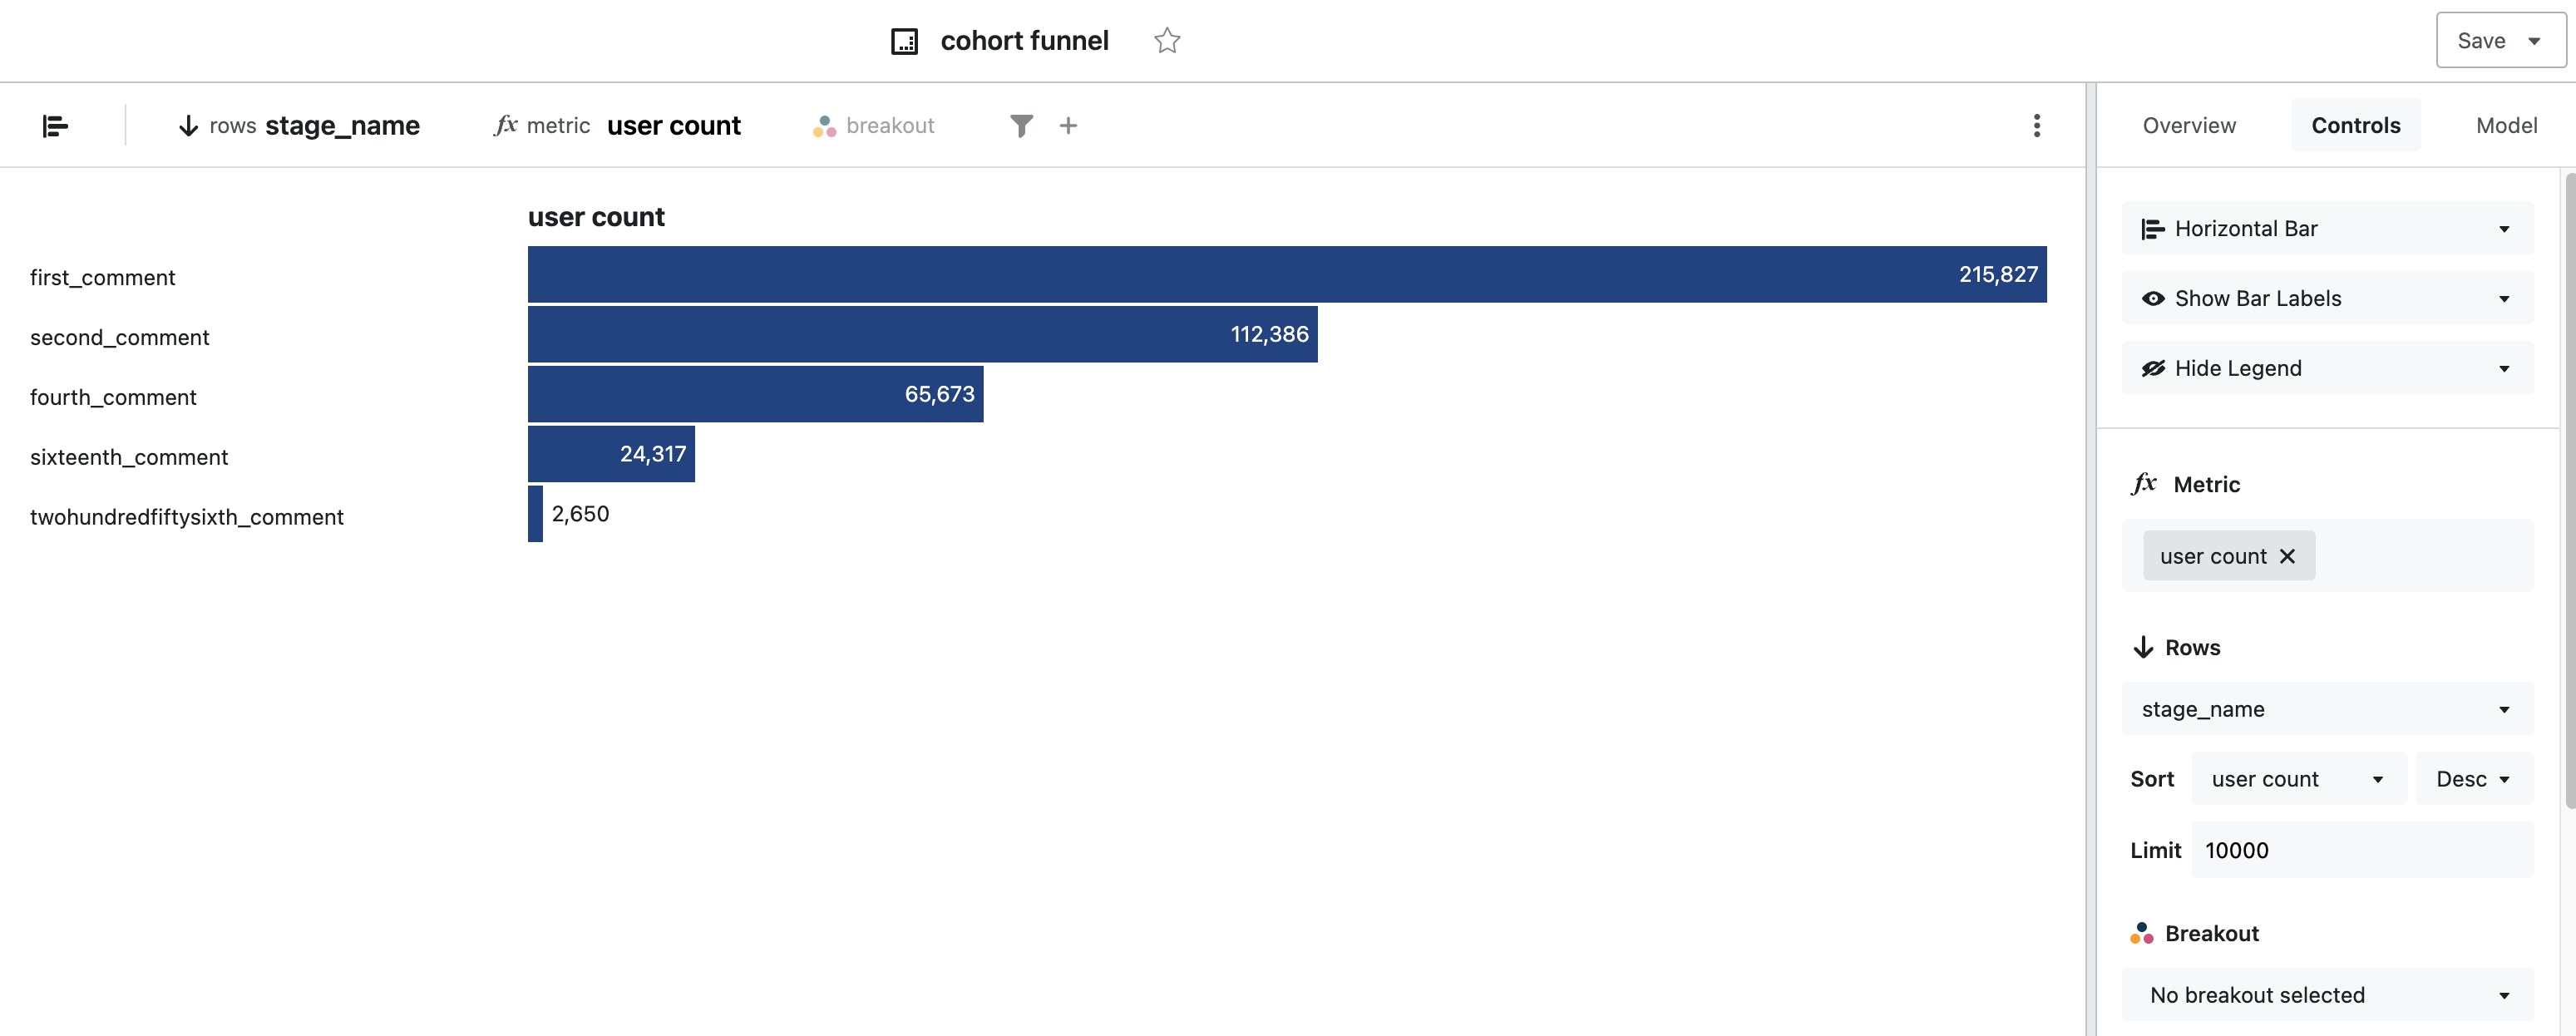 cohort funnel
Save
rows stage_name fx metric user count breakout
Overview Controls Model
user count
first_comment 215,827
second_comment 112,386
fourth_comment 65,673
sixteenth_comment 24,317
twohundredfiftysixth_comment 2,650
Horizontal Bar
Show Bar Labels
Hide Legend
fx Metric
user count
Rows
stage_name
Sort user count Desc
Limit 10000
Breakout
No breakout selected